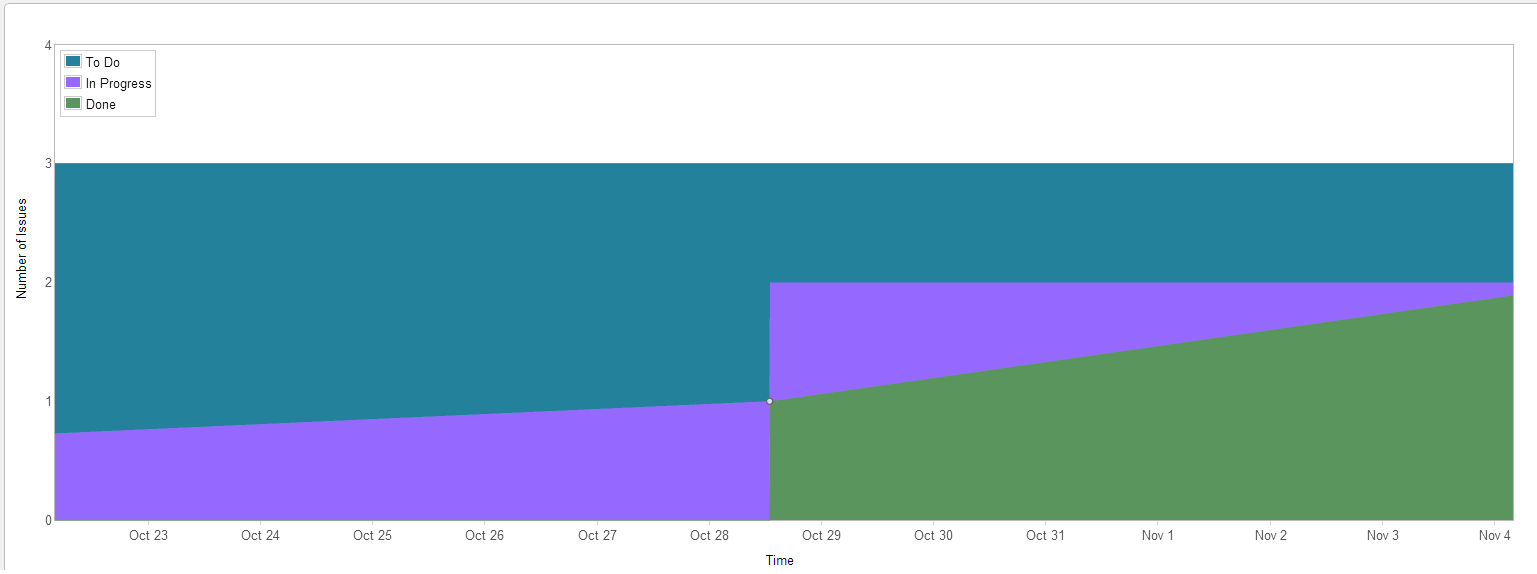 4
To Do
In Progress
Done
3
2
1
0
Number of Issues
Oct 23 Oct 24 Oct 25 Oct 26 Oct 27 Oct 28 Oct 29 Oct 30 Oct 31 Nov 1 Nov 2 Nov 3 Nov 4
Time